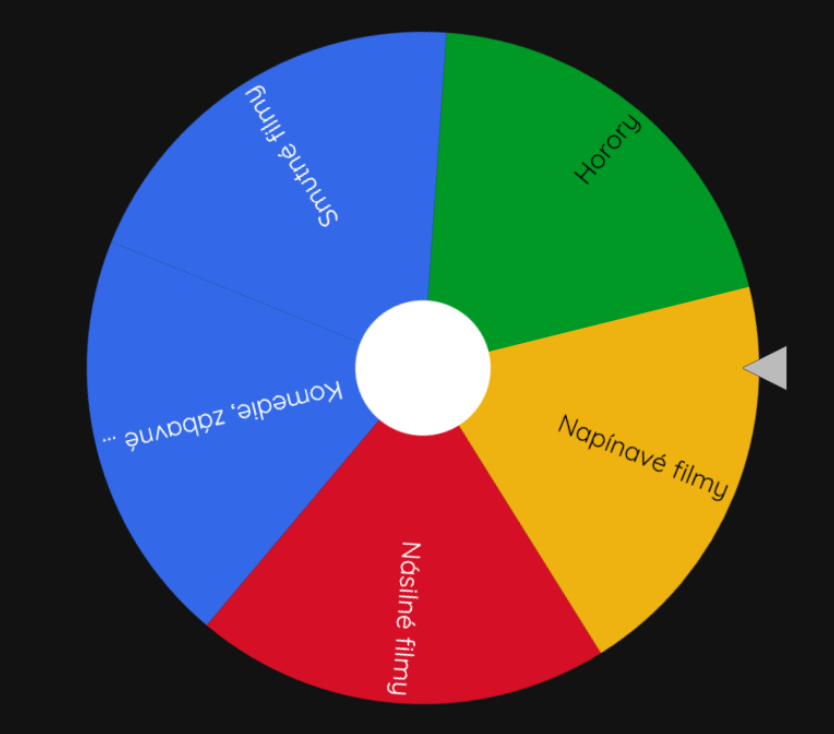 Smutné filmy
Horory
Napínavé filmy
Násilné filmy
Komedie, zábavné ...